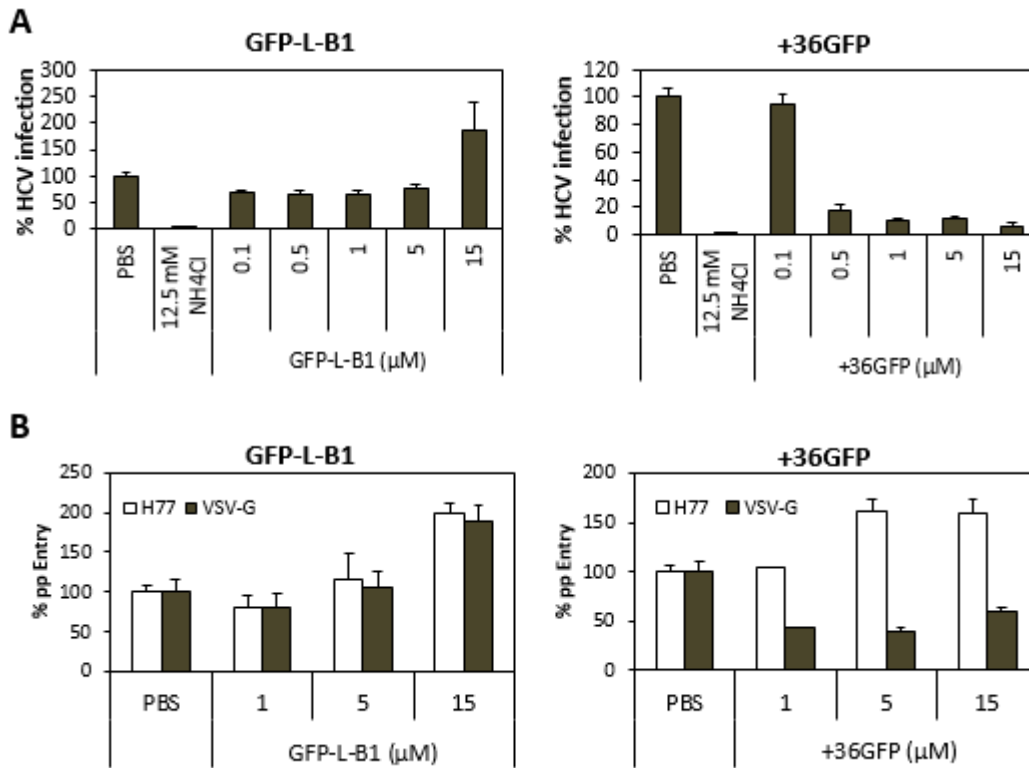 A
GFP-L-B1
% HCV infection
300
250
200
150
100
50
0
PBS
12.5 mM
NH4Cl
0.1
0.5
1
5
15
GFP-L-B1 (µM)
+36GFP
% HCV infection
120
100
80
60
40
20
0
PBS
12.5 mM
NH4Cl
0.1
0.5
1
5
15
+36GFP (µM)
B
GFP-L-B1
% pp Entry
250
200
150
100
50
0
H77 VSV-G
PBS 1 5 15
GFP-L-B1 (µM)
+36GFP
% pp Entry
200
150
100
50
0
H77 VSV-G
PBS 1 5 15
+36GFP (µM)